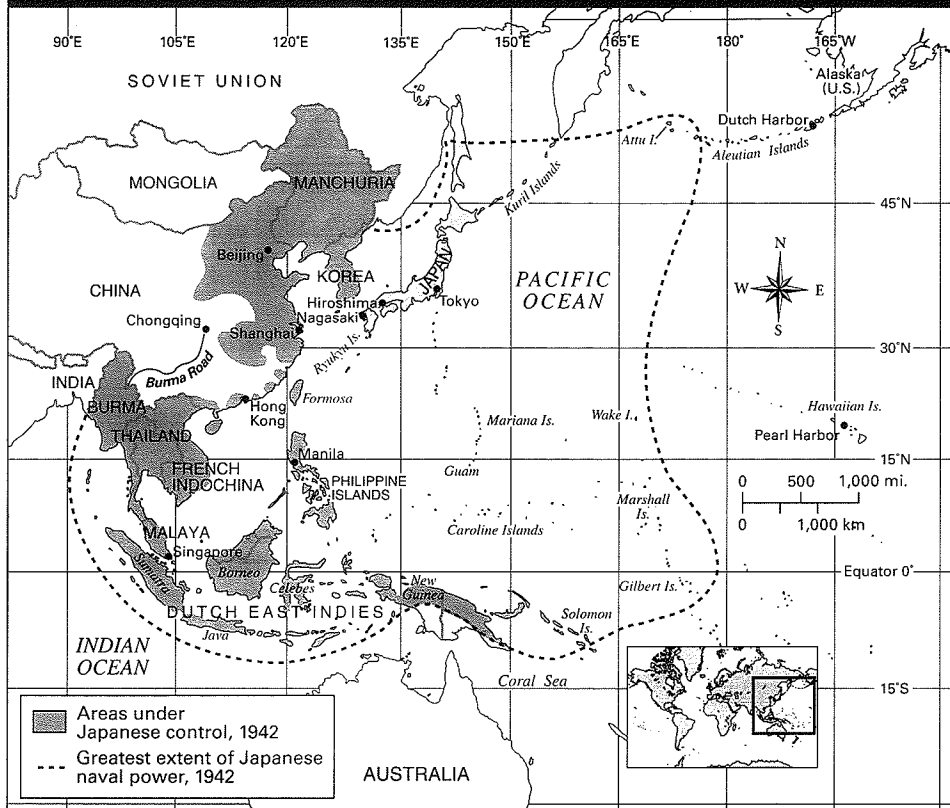 90°E 105°E 120°E 135°E 150°E 165°E 180° 165°W
SOVIET UNION
Alaska
(U.S.)
Dutch Harbor
Attu I.
Aleutian Islands
MONGOLIA
MANCHURIA
Kuril Islands
45°N
Beijing
KOREA
JAPAN
PACIFIC
OCEAN
N
W E
S
CHINA
Hiroshima
Tokyo
Nagasaki
Chongqing
Shanghai
Ryukyu Is.
30°N
Burma Road
INDIA
BURMA
Hong
Kong
Formosa
Mariana Is.
Wake I.
Hawaiian Is.
Pearl Harbor
THAILAND
Manila
15°N
FRENCH
INDOCHINA
PHILIPPINE
ISLANDS
Guam
0 500 1,000 mi.
0 1,000 km
Marshall
Is.
MALAYA
Caroline Islands
Singapore
Sumatra
Borneo
Celebes
New
Guinea
Gilbert Is.
Equator 0°
DUTCH EAST INDIES
Java
Solomon
Is.
INDIAN
OCEAN
Coral Sea
15°S
Areas under
Japanese control, 1942
Greatest extent of Japanese
naval power, 1942
AUSTRALIA